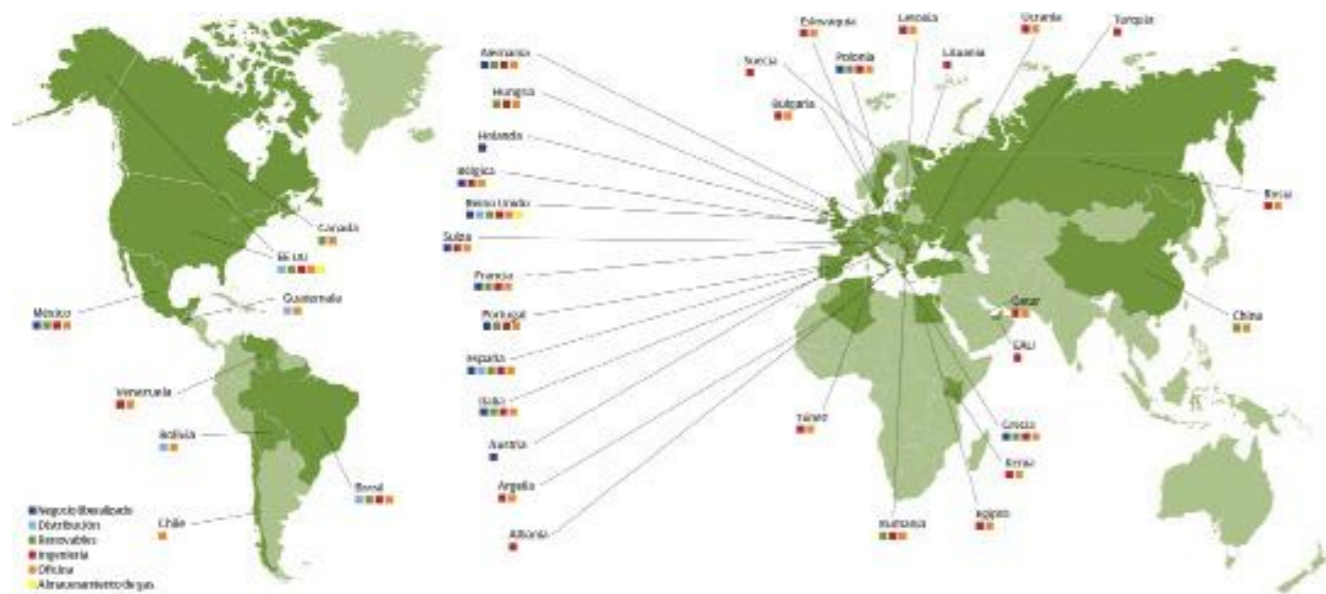 Eslovaquia
Letonia
Ucrania
Turquía
Alemania
Suecia
Polonia
Lituania
Hungría
Bulgaria
Holanda
Bélgica
Reino Unido
Rusia
Canadá
Suiza
EE UU
Francia
Guatemala
México
Portugal
Qatar
China
EAU
España
Venezuela
Italia
Túnez
Grecia
Bolivia
Austria
Kenia
Argelia
Brasil
Negocio liberalizado
Chile
Rumanía
Egipto
Distribución
Albania
Renovables
Ingeniería
Oficina
Almacenamiento de gas